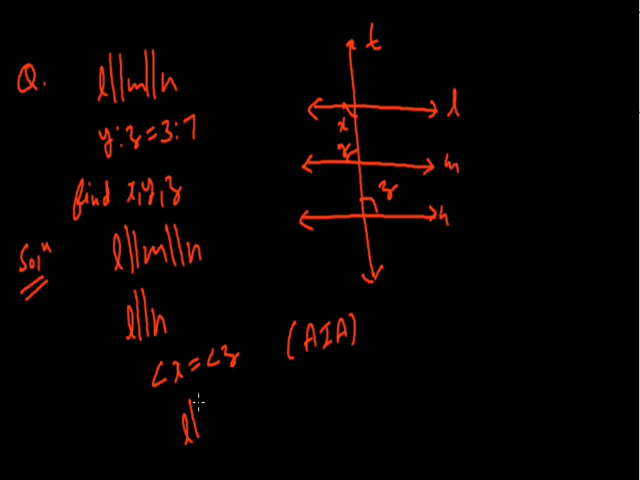 Q. l||m||n
y:z=3:7
find x,y,z
Solⁿ l||m||n
l||n
∠x=∠z (AIA)
l||
t
l
x
y
m
z
n